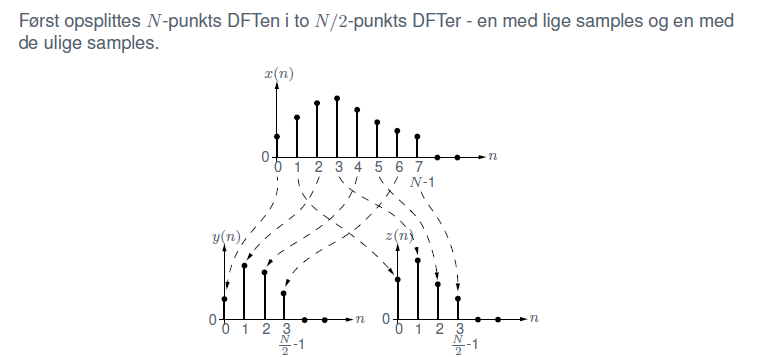 Først opsplittes N-punkts DFTen i to N/2-punkts DFTer - en med lige samples og en med
de ulige samples.
x(n)
0
n
0 1 2 3 4 5 6 7
N-1
y(n)
z(n)
0
n
0
n
0 1 2 3
0 1 2 3
N/2-1
N/2-1